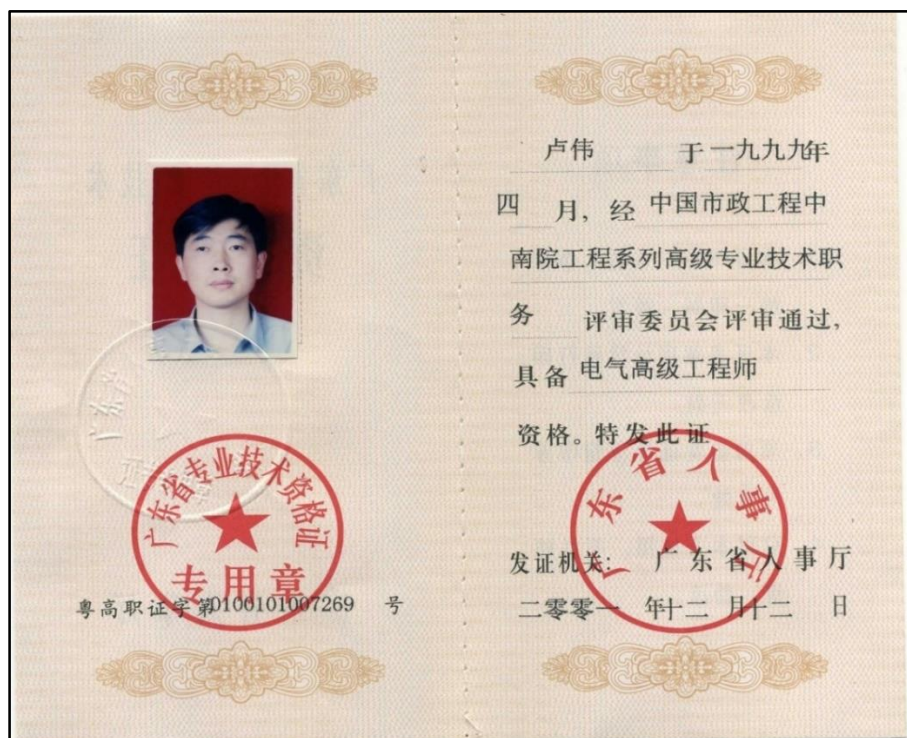 广东省专业技术资格证
专用章
粤高职证字第0100101007269 号
卢伟 于一九九九年
四 月，经 中国市政工程中
南院工程系列高级专业技术职
务 评审委员会评审通过，
具备 电气高级工程师
资格。特发此证
广东省人事厅
发证机关： 广东省人事厅
二零零一 年十二 月十二 日